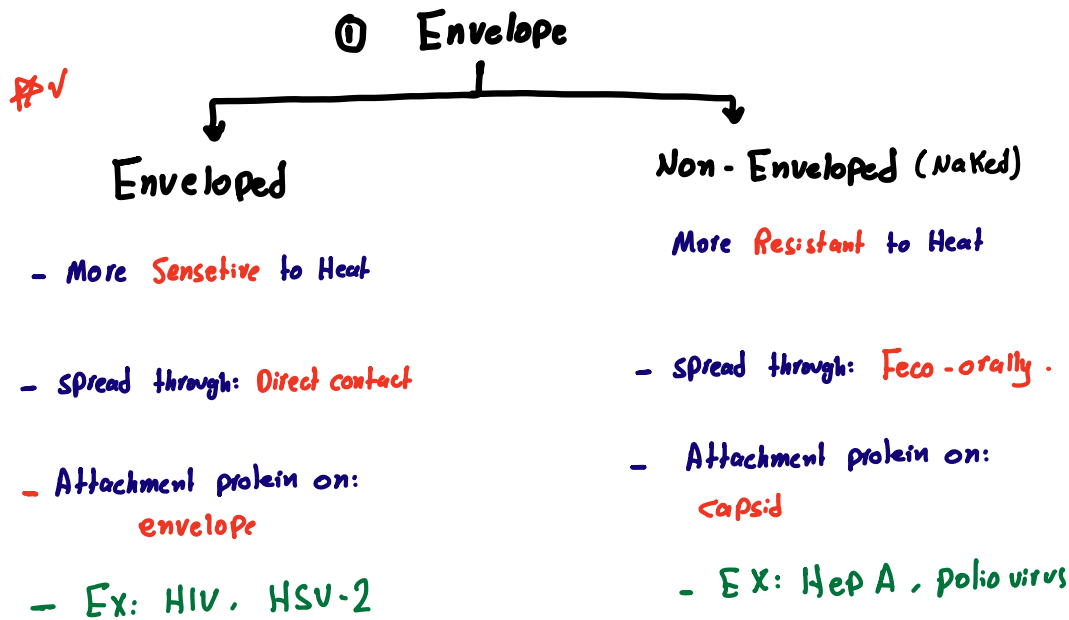 ① Envelope
Enveloped
- More Sensetive to Heat
- spread through: Direct contact
- Attachment protein on:
envelope
- Ex: HIV, HSV-2
Non-Enveloped (Naked)
More Resistant to Heat
- spread through: Feco-orally.
- Attachment protein on:
capsid
- EX: Hep A, polio virus